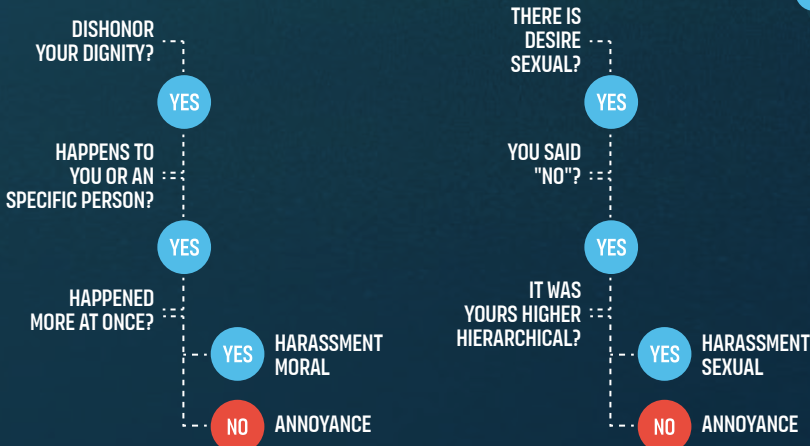 DISHONOR
YOUR DIGNITY?
YES
HAPPENS TO
YOU OR AN
SPECIFIC PERSON?
YES
HAPPENED
MORE AT ONCE?
YES
HARASSMENT
MORAL
NO
ANNOYANCE
THERE IS
DESIRE
SEXUAL?
YES
YOU SAID
"NO"?
YES
IT WAS
YOURS HIGHER
HIERARCHICAL?
YES
HARASSMENT
SEXUAL
NO
ANNOYANCE